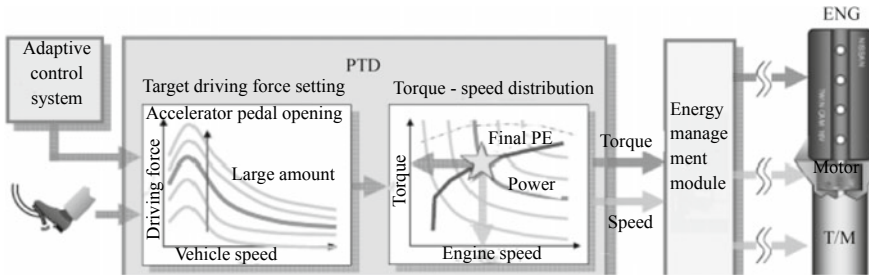 ENG
Adaptive
control
system
PTD
Target driving force setting
Accelerator pedal opening
Driving force
Large amount
Vehicle speed
Torque - speed distribution
Final PE
Torque
Power
Engine speed
Torque
Speed
Energy
manage
ment
module
NISSAN
Motor
T/M